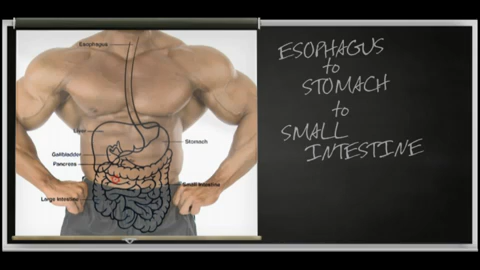 Esophagus
Liver
Stomach
Gallbladder
Pancreas
Small Intestine
Large Intestine
ESOPHAGUS
to
STOMACH
to
SMALL
INTESTINE